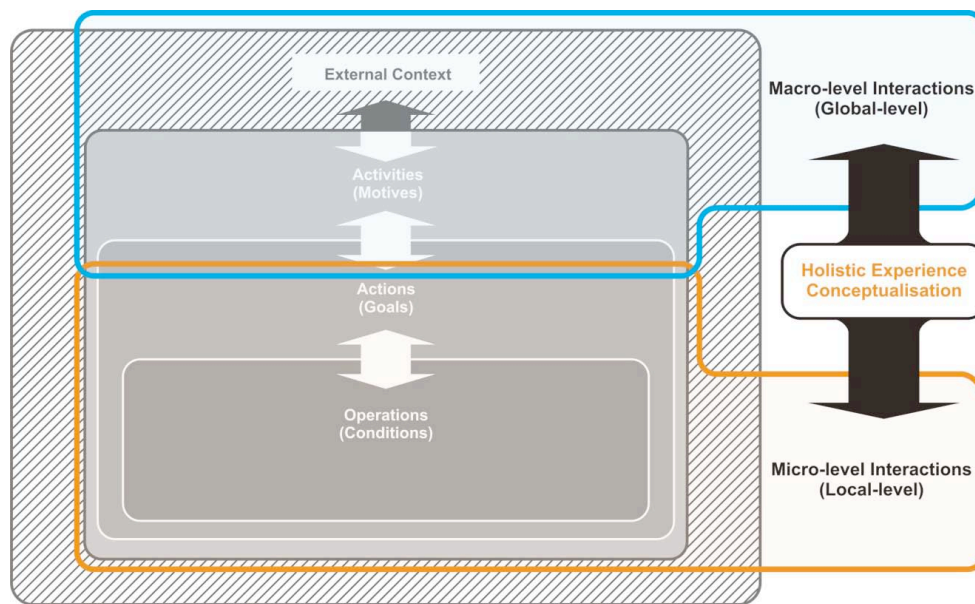 External Context
Activities
(Motives)
Actions
(Goals)
Operations
(Conditions)
Macro-level Interactions
(Global-level)
Holistic Experience
Conceptualisation
Micro-level Interactions
(Local-level)